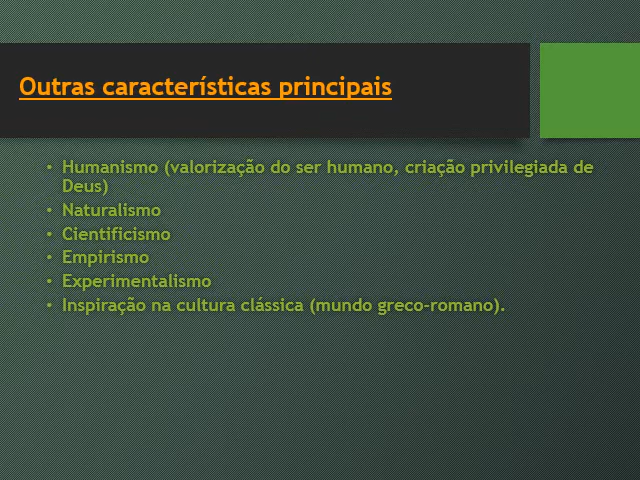 Outras características principais
• Humanismo (valorização do ser humano, criação privilegiada de
Deus)
• Naturalismo
• Cientificismo
• Empirismo
• Experimentalismo
• Inspiração na cultura clássica (mundo greco-romano).